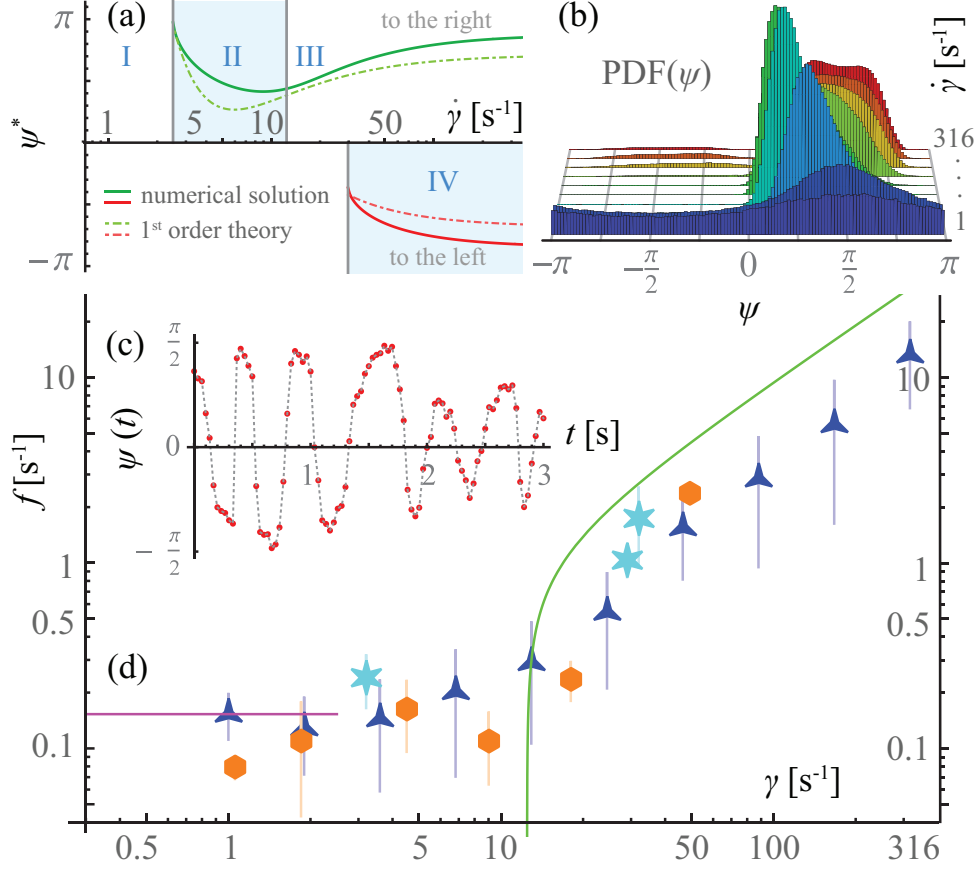 (a)
π
to the right
I II III
1 5 10 50 γ̇ [s⁻¹]
ψ*
IV
numerical solution
1st order theory
to the left
−π
(b)
PDF(ψ)
γ̇ [s⁻¹]
316
.
.
.
1
−π −π/2 0 π/2 π
ψ
(c)
π/2
ψ (t)
0
1 2 3
t [s]
− π/2
(d)
f [s⁻¹]
10 10
1 1
0.5 0.5
0.1 0.1
γ [s⁻¹]
0.5 1 5 10 50 100 316